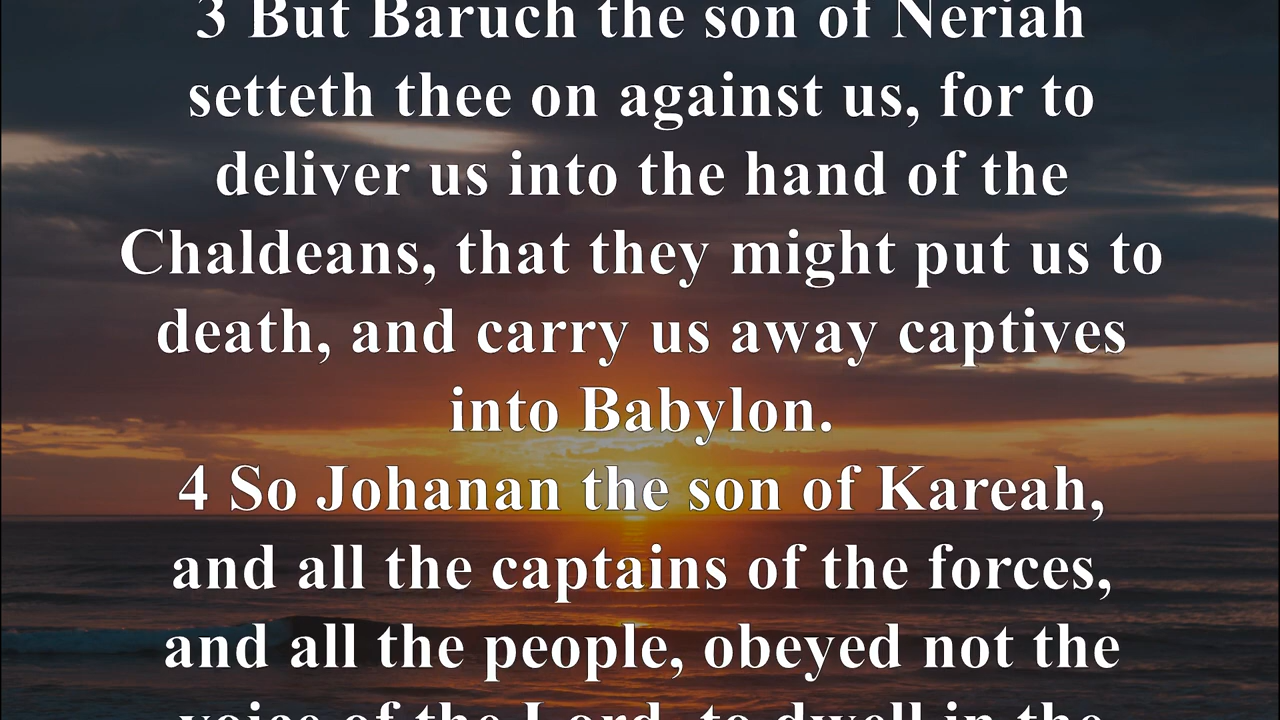 3 But Baruch the son of Neriah
setteth thee on against us, for to
deliver us into the hand of the
Chaldeans, that they might put us to
death, and carry us away captives
into Babylon.
4 So Johanan the son of Kareah,
and all the captains of the forces,
and all the people, obeyed not the
voice of the Lord, to dwell in the